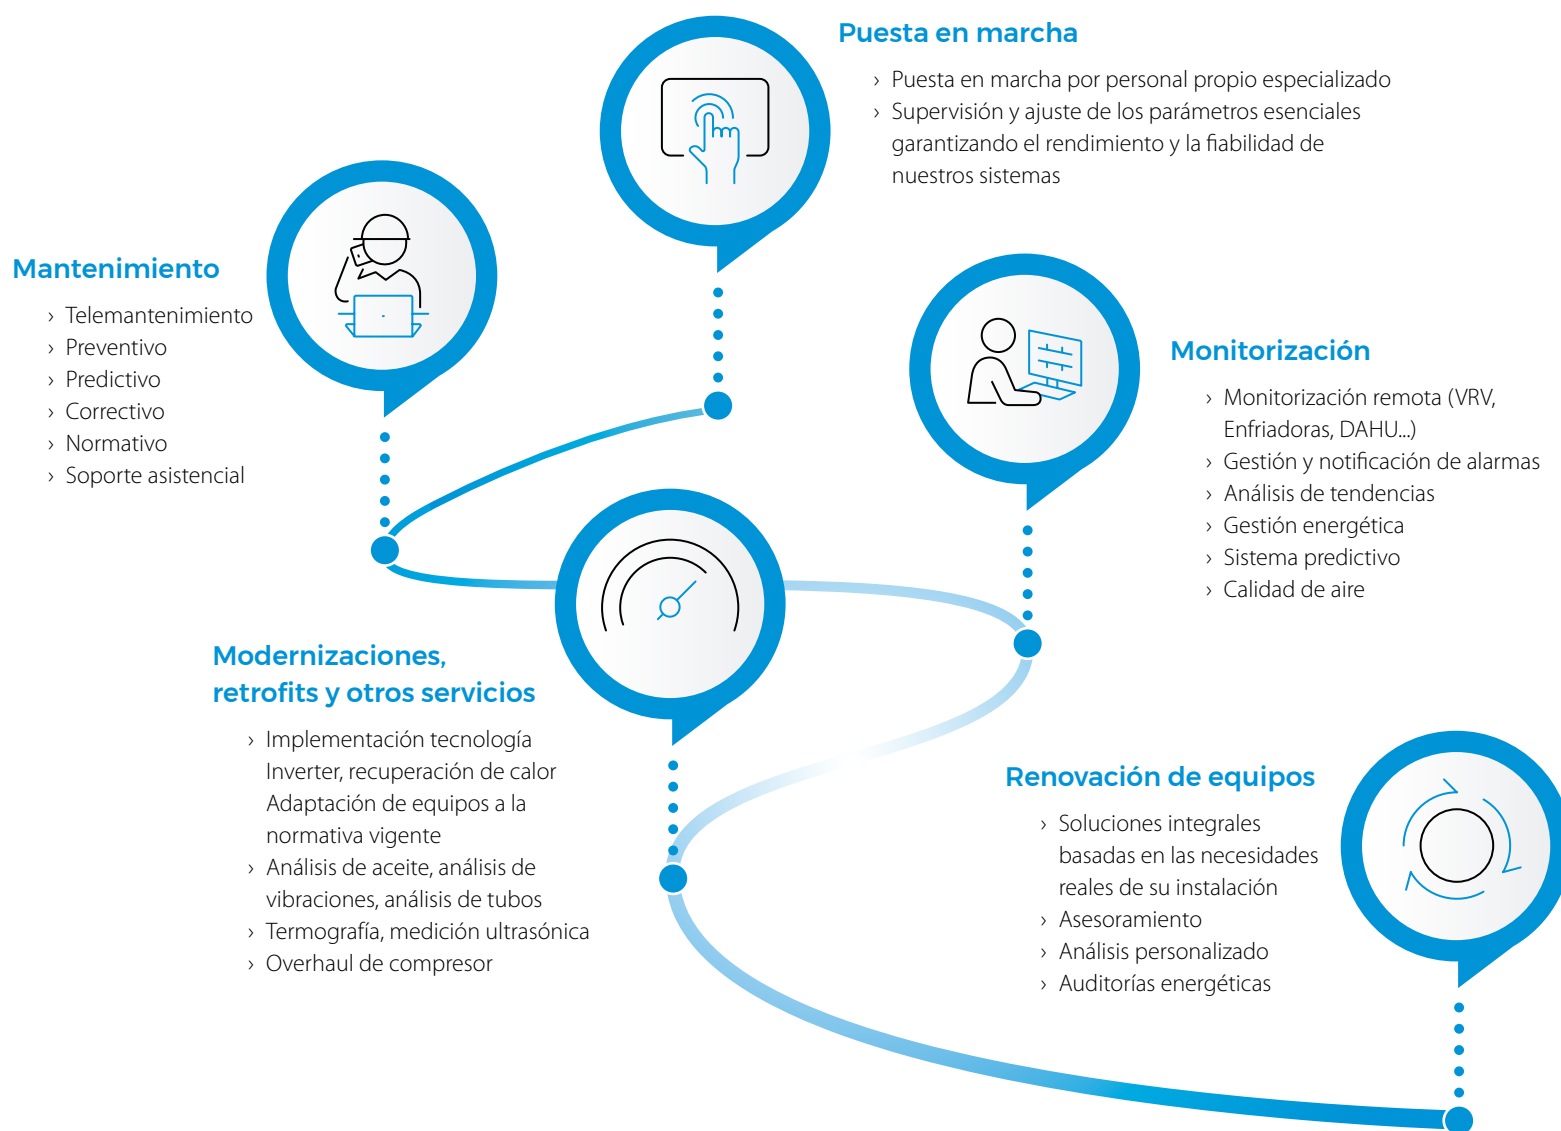 Puesta en marcha
› Puesta en marcha por personal propio especializado
› Supervisión y ajuste de los parámetros esenciales
garantizando el rendimiento y la fiabilidad de
nuestros sistemas
Mantenimiento
› Telemantenimiento
› Preventivo
› Predictivo
› Correctivo
› Normativo
› Soporte asistencial
Monitorización
› Monitorización remota (VRV,
Enfriadoras, DAHU...)
› Gestión y notificación de alarmas
› Análisis de tendencias
› Gestión energética
› Sistema predictivo
› Calidad de aire
Modernizaciones,
retrofits y otros servicios
› Implementación tecnología
Inverter, recuperación de calor
Adaptación de equipos a la
normativa vigente
› Análisis de aceite, análisis de
vibraciones, análisis de tubos
› Termografía, medición ultrasónica
› Overhaul de compresor
Renovación de equipos
› Soluciones integrales
basadas en las necesidades
reales de su instalación
› Asesoramiento
› Análisis personalizado
› Auditorías energéticas